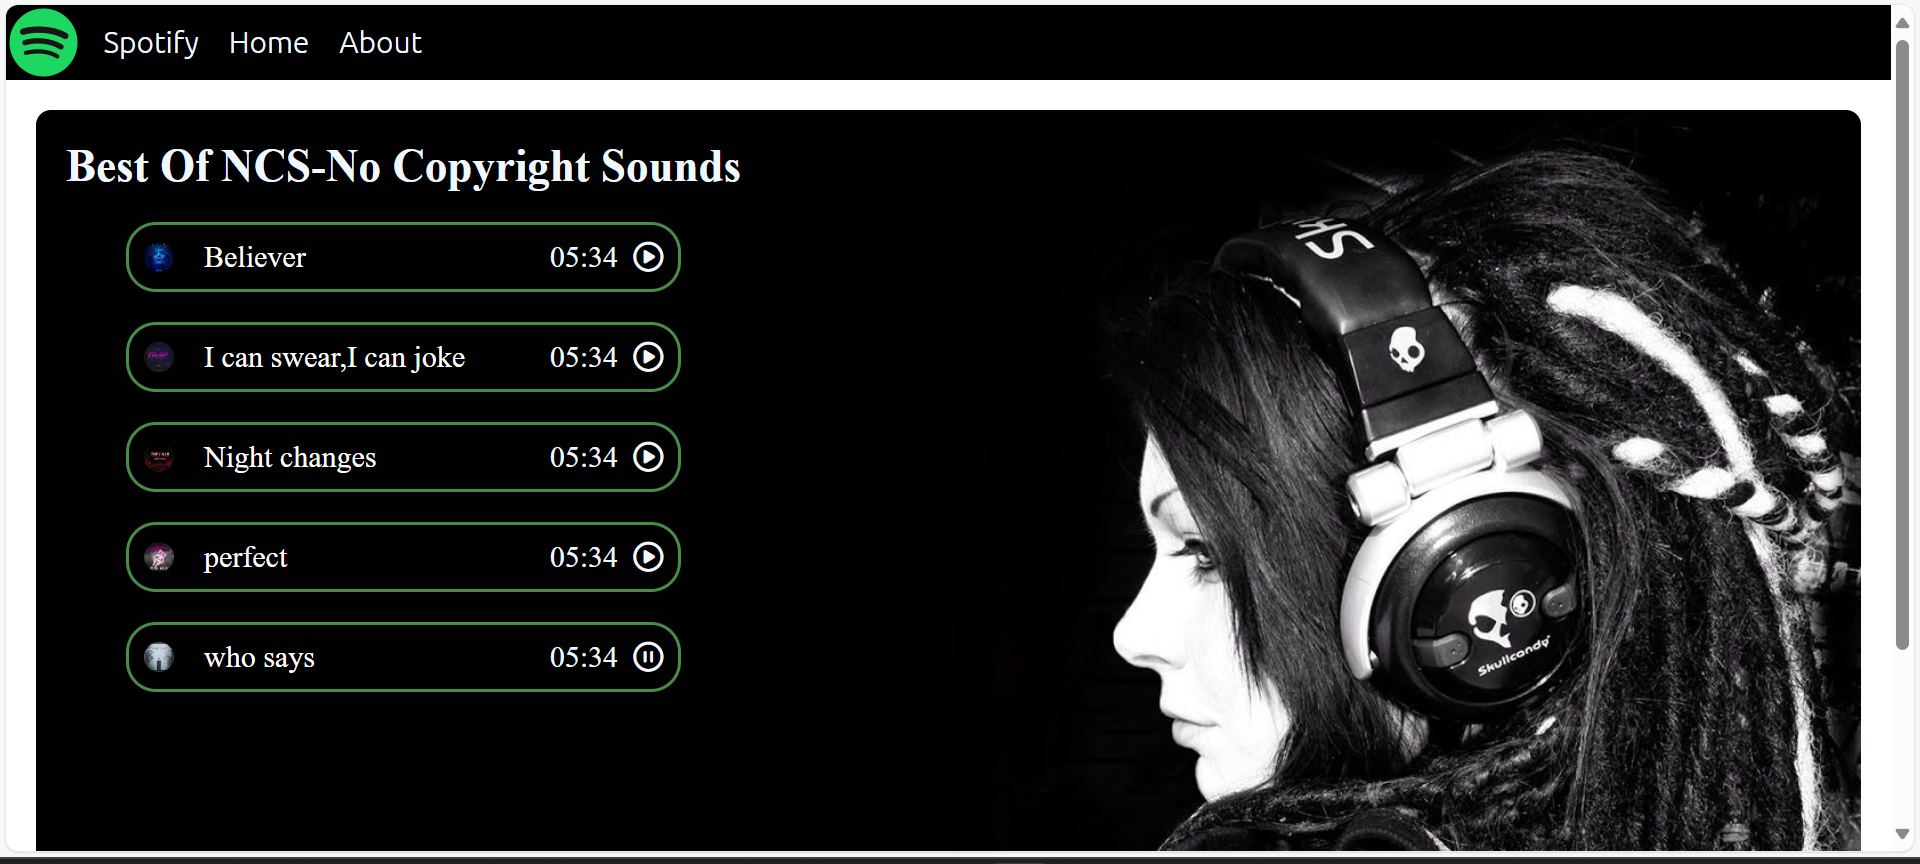 Spotify Home About
Best Of NCS-No Copyright Sounds
Believer 05:34
I can swear,I can joke 05:34
Night changes 05:34
perfect 05:34
who says 05:34
Skullcandy